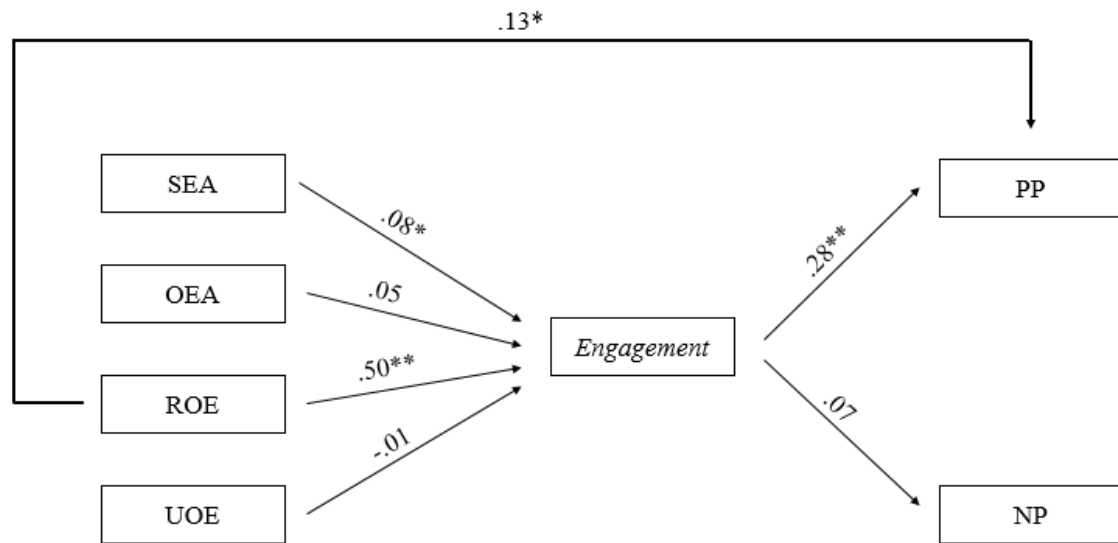 .13*
SEA
PP
.08*
.28**
OEA
.05
Engagement
.50**
ROE
.07
-.01
UOE
NP